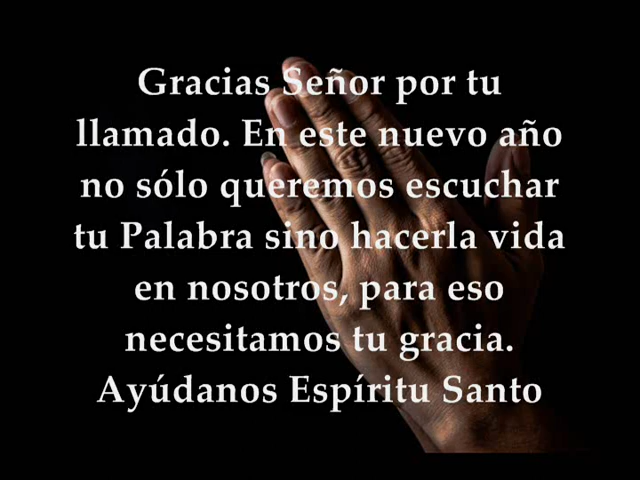 Gracias Señor por tu
llamado. En este nuevo año
no sólo queremos escuchar
tu Palabra sino hacerla vida
en nosotros, para eso
necesitamos tu gracia.
Ayúdanos Espíritu Santo